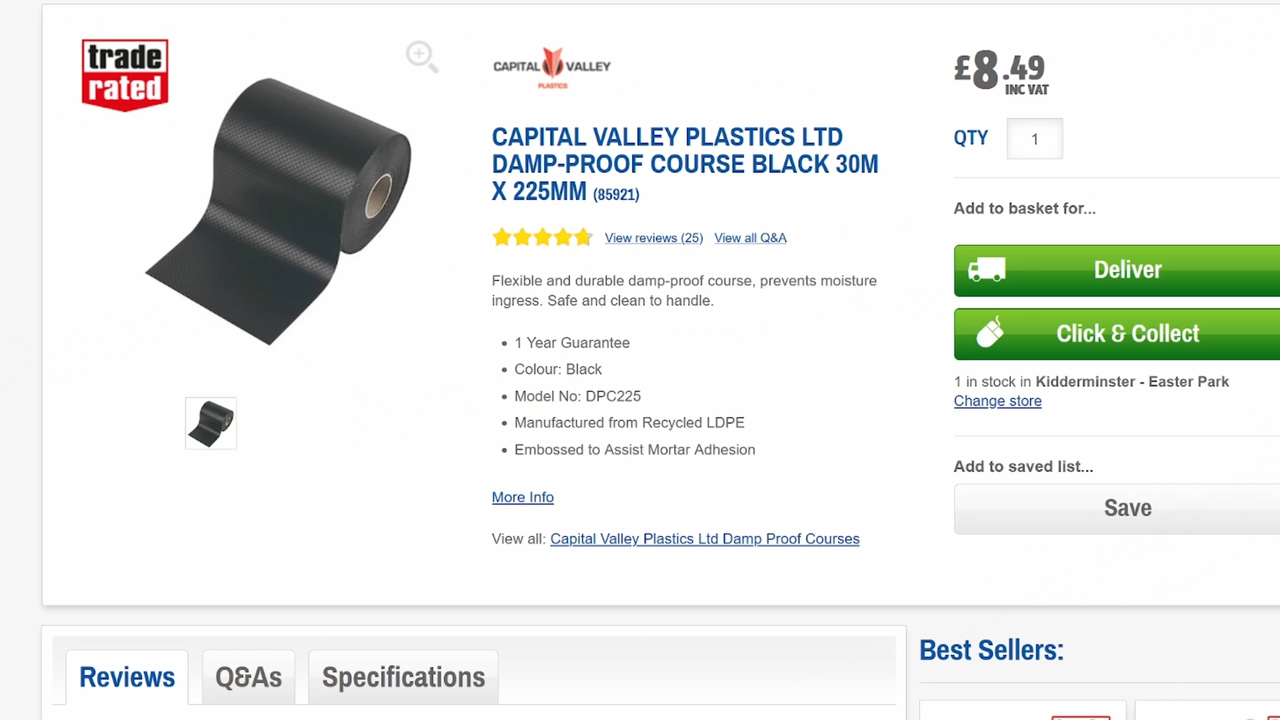 trade
rated
CAPITAL VALLEY
PLASTICS
CAPITAL VALLEY PLASTICS LTD
DAMP-PROOF COURSE BLACK 30M
X 225MM (85921)
View reviews (25) View all Q&A
Flexible and durable damp-proof course, prevents moisture
ingress. Safe and clean to handle.
• 1 Year Guarantee
• Colour: Black
• Model No: DPC225
• Manufactured from Recycled LDPE
• Embossed to Assist Mortar Adhesion
More Info
View all: Capital Valley Plastics Ltd Damp Proof Courses
£8.49
INC VAT
QTY 1
Add to basket for...
Deliver
Click & Collect
1 in stock in Kidderminster - Easter Park
Change store
Add to saved list...
Save
Reviews Q&As Specifications
Best Sellers: